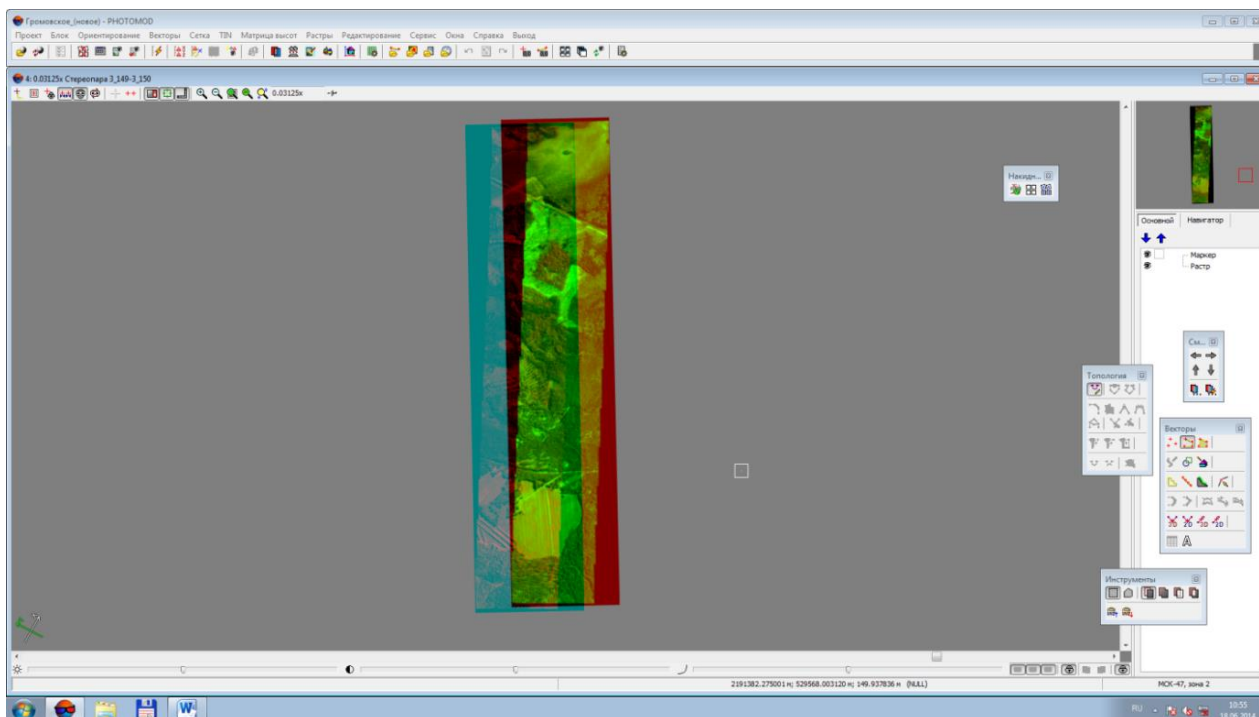 Громовское_(новое) - PHOTOMOD
Проект Блок Ориентирование Векторы Сетка TIN Матрица высот Растры Редактирование Сервис Окна Справка Выход
4: 0.03125x Стереопара 3_149-3_150
0.03125x
Накидн...
Основной Навигатор
Маркер
Растр
Сы...
Топология
Векторы
A
Инструменты
2191382.275001 м; 529568.003120 м; 149.937836 м (NULL)
МСК-47, зона 2
RU
10:55